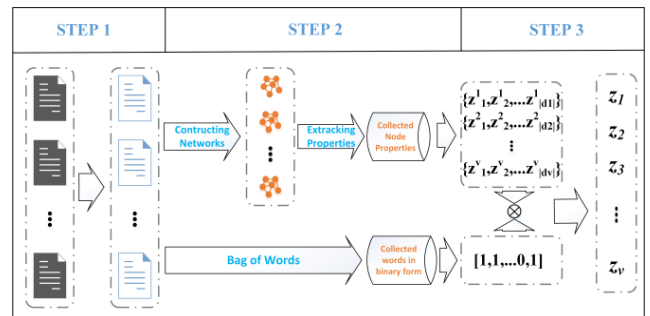 STEP 1
STEP 2
STEP 3
Contructing
Networks
Extracking
Properties
Collected
Node
Properties
{z¹₁,z¹₂,...z¹|d1|}
{z²₁,z²₂,...z²|d2|}
⋮
{zᵛ₁,zᵛ₂,...zᵛ|dv|}
⊗
Bag of Words
Collected
words in
binary form
[1,1,...0,1]
z₁
z₂
z₃
⋮
zᵥ